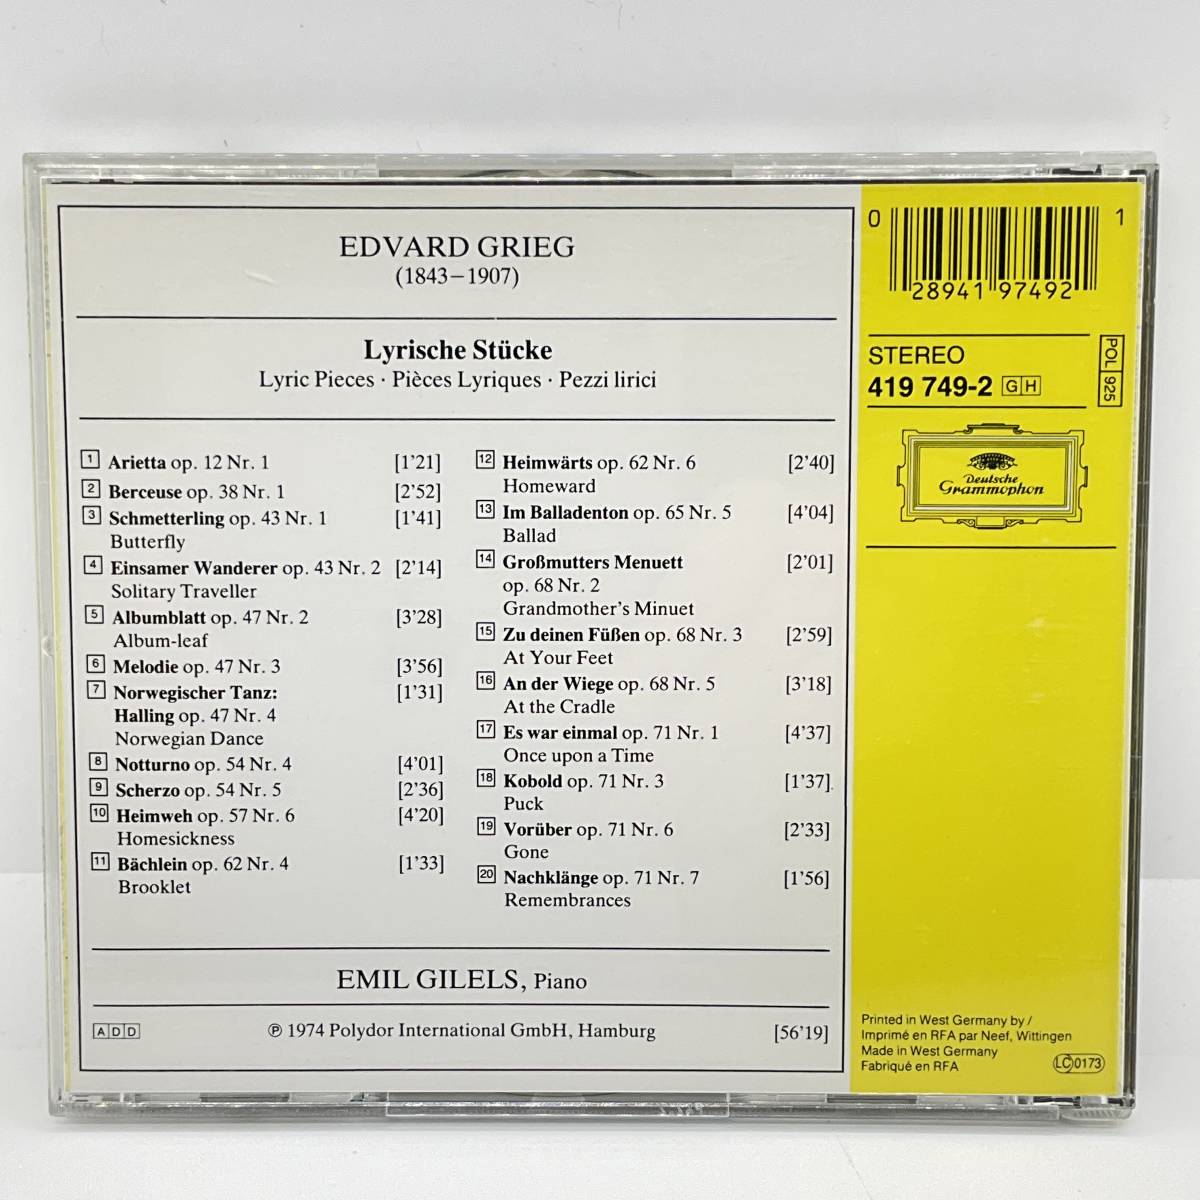 EDVARD GRIEG
(1843–1907)
Lyrische Stücke
Lyric Pieces · Pièces Lyriques · Pezzi lirici
1 Arietta op. 12 Nr. 1 [1'21]
2 Berceuse op. 38 Nr. 1 [2'52]
3 Schmetterling op. 43 Nr. 1 [1'41]
Butterfly
4 Einsamer Wanderer op. 43 Nr. 2 [2'14]
Solitary Traveller
5 Albumblatt op. 47 Nr. 2 [3'28]
Album-leaf
6 Melodie op. 47 Nr. 3 [3'56]
7 Norwegischer Tanz: [1'31]
Halling op. 47 Nr. 4
Norwegian Dance
8 Notturno op. 54 Nr. 4 [4'01]
9 Scherzo op. 54 Nr. 5 [2'36]
10 Heimweh op. 57 Nr. 6 [4'20]
Homesickness
11 Bächlein op. 62 Nr. 4 [1'33]
Brooklet
12 Heimwärts op. 62 Nr. 6 [2'40]
Homeward
13 Im Balladenton op. 65 Nr. 5 [4'04]
Ballad
14 Großmutters Menuett [2'01]
op. 68 Nr. 2
Grandmother's Minuet
15 Zu deinen Füßen op. 68 Nr. 3 [2'59]
At Your Feet
16 An der Wiege op. 68 Nr. 5 [3'18]
At the Cradle
17 Es war einmal op. 71 Nr. 1 [4'37]
Once upon a Time
18 Kobold op. 71 Nr. 3 [1'37]
Puck
19 Vorüber op. 71 Nr. 6 [2'33]
Gone
20 Nachklänge op. 71 Nr. 7 [1'56]
Remembrances
EMIL GILELS, Piano
ADD ℗ 1974 Polydor International GmbH, Hamburg [56'19]
0 28941 97492 1
STEREO
419 749-2 GH
POL 925
Deutsche
Grammophon
Printed in West Germany by /
Imprimé en RFA par Neef, Wittingen
Made in West Germany
Fabriqué en RFA
LC 0173